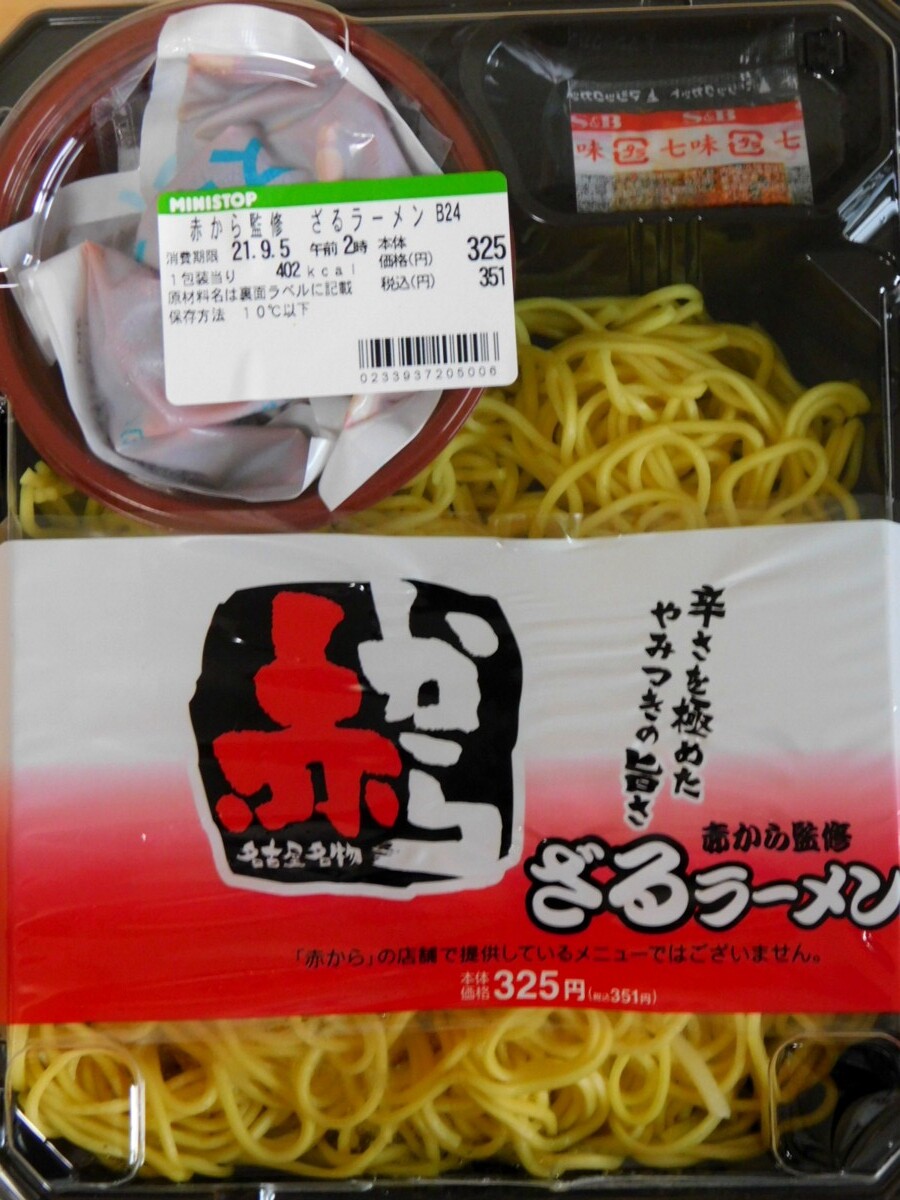 S&B S&B
味 七味 七
MINISTOP
赤から監修 ざるラーメン B24
消費期限 21.9.5 午前2時
1包装当り 402kcal
原材料名は裏面ラベルに記載
保存方法 10℃以下
本体価格(円) 325
税込(円) 351
0233937205006
赤から
名古屋名物
辛さを極めた
やみつきの旨さ
赤から監修
ざるラーメン
「赤から」の店舗で提供しているメニューではございません。
本体価格325円(税込351円)